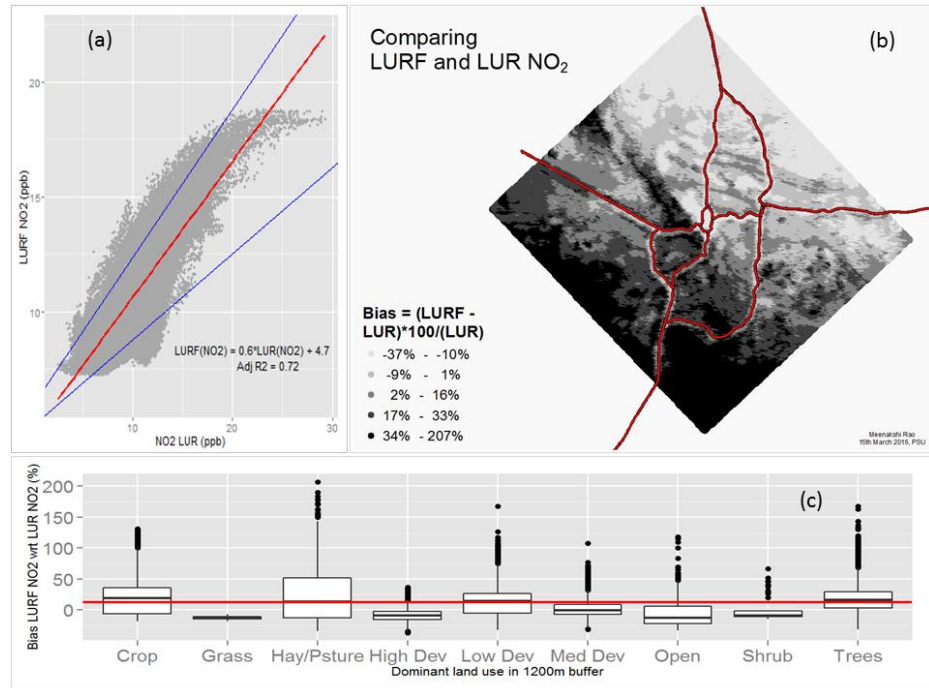 (a)
LURF NO2 (ppb)
20
15
10
LURF(NO2) = 0.6*LUR(NO2) + 4.7
Adj R2 = 0.72
10
20
30
NO2 LUR (ppb)
Comparing
LURF and LUR NO₂
(b)
Bias = (LURF -
LUR)*100/(LUR)
-37% - -10%
-9% - 1%
2% - 16%
17% - 33%
34% - 207%
Meenakshi Rao
15th March 2016, PSU
(c)
Bias LURF NO2 wrt LUR NO2 (%)
200
150
100
50
0
Crop Grass Hay/Psture High Dev Low Dev Med Dev Open Shrub Trees
Dominant land use in 1200m buffer